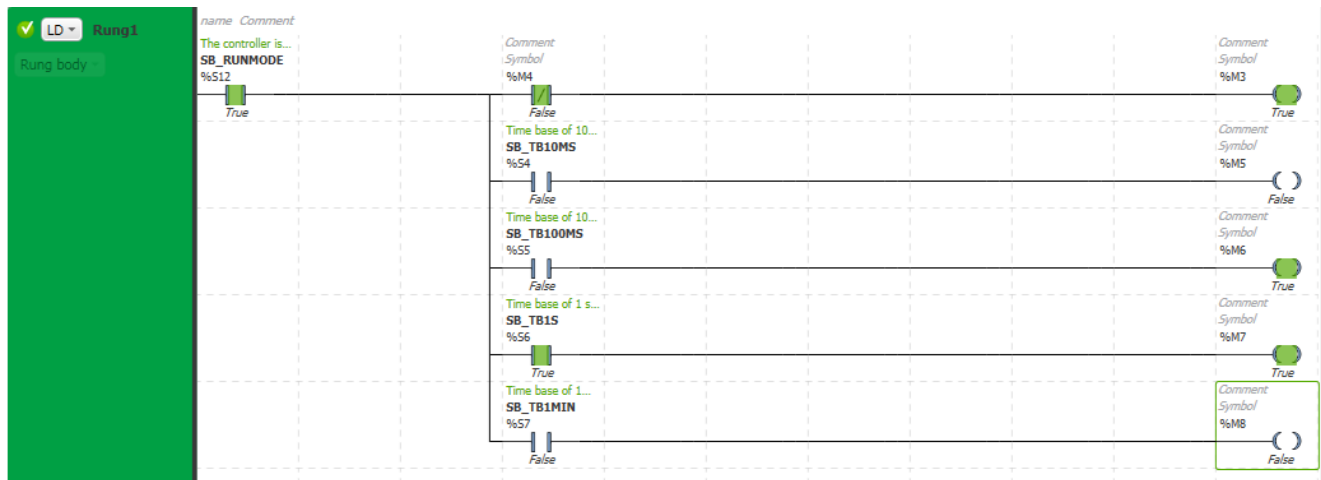 LD Rung1
Rung body
name Comment
The controller is...
SB_RUNMODE
%S12
True
Comment
Symbol
%M4
False
Comment
Symbol
%M3
True
Time base of 10...
SB_TB10MS
%S4
False
Comment
Symbol
%M5
False
Time base of 10...
SB_TB100MS
%S5
False
Comment
Symbol
%M6
True
Time base of 1 s...
SB_TB1S
%S6
True
Comment
Symbol
%M7
True
Time base of 1...
SB_TB1MIN
%S7
False
Comment
Symbol
%M8
False